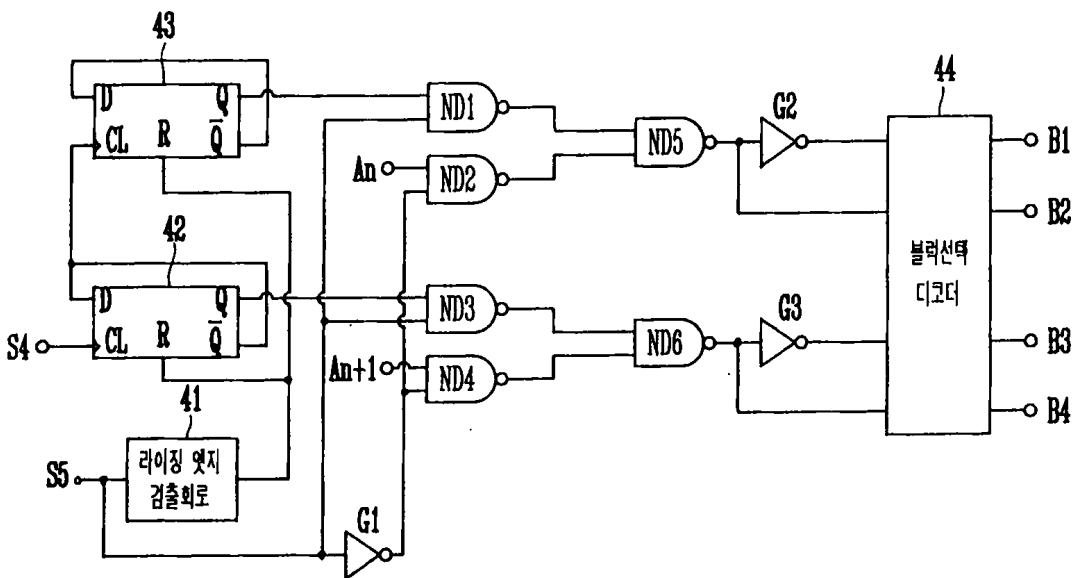 43
D
Q
CL
R
Q̄
ND1
An
ND2
ND5
G2
44
B1
B2
42
D
Q
CL
R
Q̄
S4
ND3
An+1
ND4
ND6
G3
블럭선택
디코더
B3
B4
41
S5
라이징 엣지
검출회로
G1